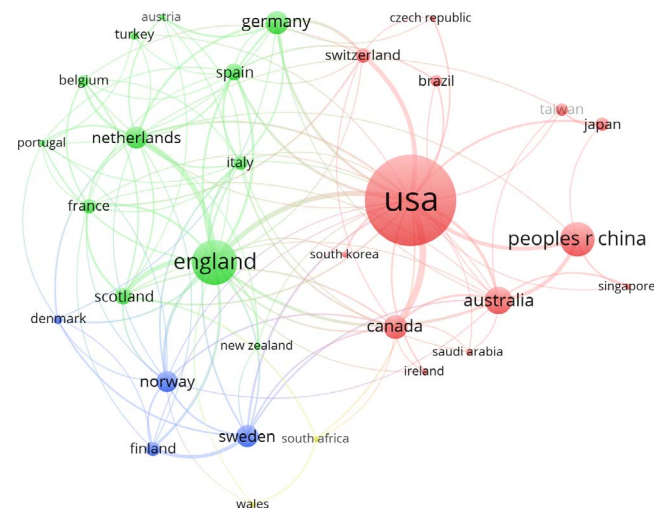 austria
germany
czech republic
turkey
switzerland
spain
belgium
brazil
taiwan
japan
netherlands
portugal
italy
usa
france
peoples r china
south korea
england
singapore
scotland
australia
denmark
canada
new zealand
saudi arabia
ireland
norway
sweden
south africa
finland
wales